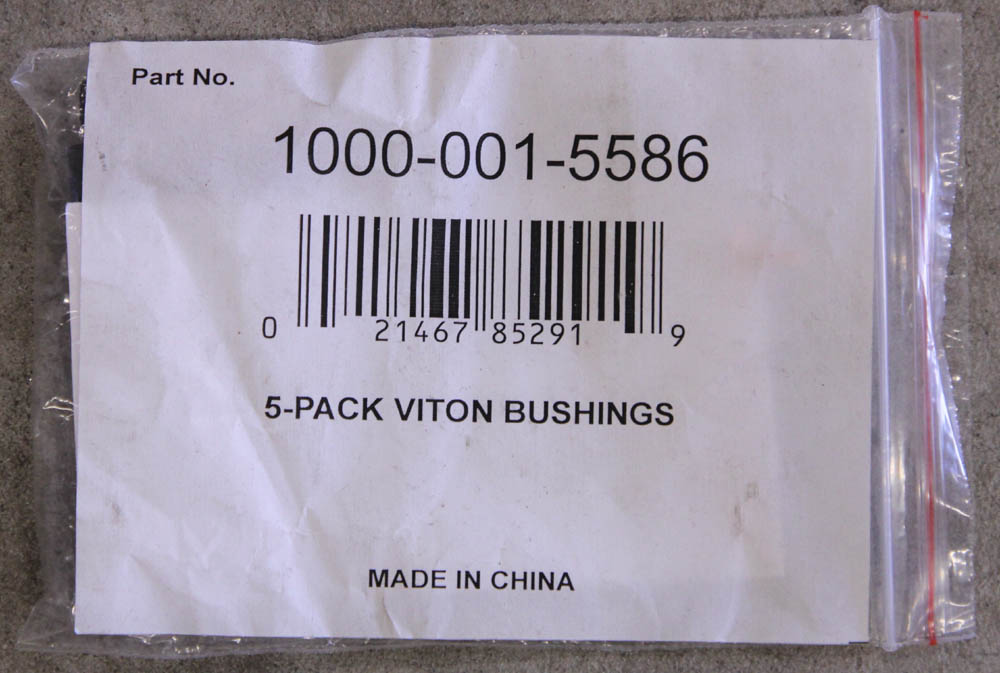 Part No.
1000-001-5586
0 21467 85291 9
5-PACK VITON BUSHINGS
MADE IN CHINA